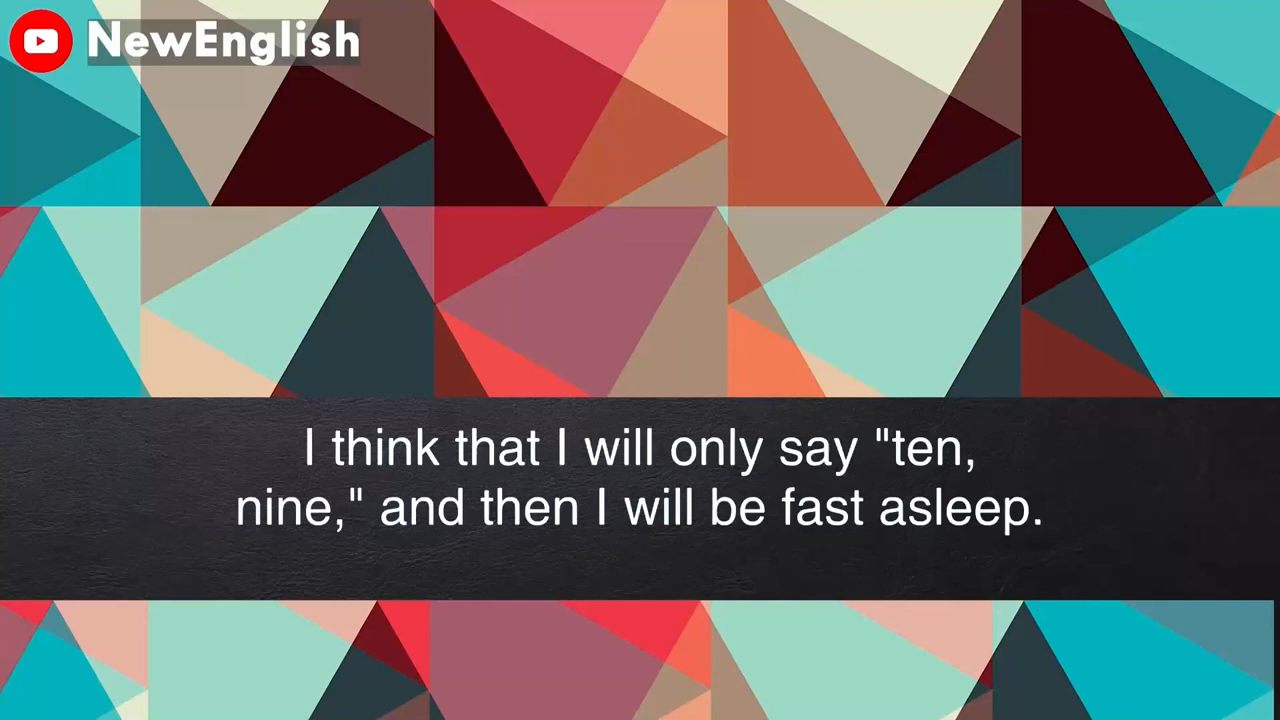 NewEnglish
I think that I will only say "ten,
nine," and then I will be fast asleep.